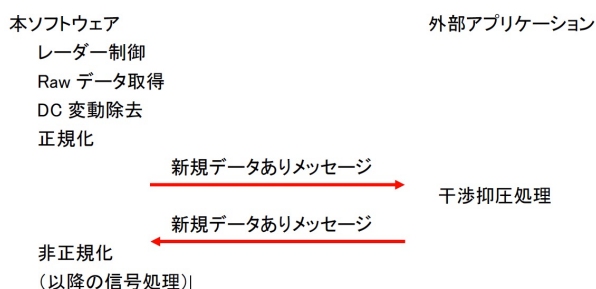 本ソフトウェア
外部アプリケーション
レーダー制御
Raw データ取得
DC 変動除去
正規化
新規データありメッセージ
干渉抑圧処理
新規データありメッセージ
非正規化
（以降の信号処理）